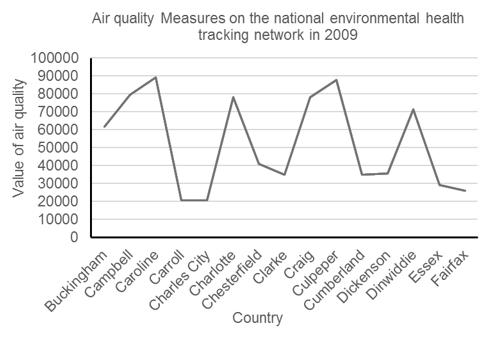 Air quality Measures on the national environmental health
tracking network in 2009
Value of air quality
100000
90000
80000
70000
60000
50000
40000
30000
20000
10000
0
Buckingham
Campbell
Caroline
Carroll
Charles City
Charlotte
Chesterfield
Clarke
Craig
Culpeper
Cumberland
Dickenson
Dinwiddie
Essex
Fairfax
Country